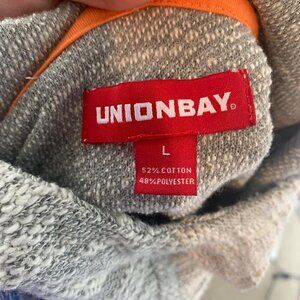 UNIONBAY
L
52% COTTON
48% POLYESTER